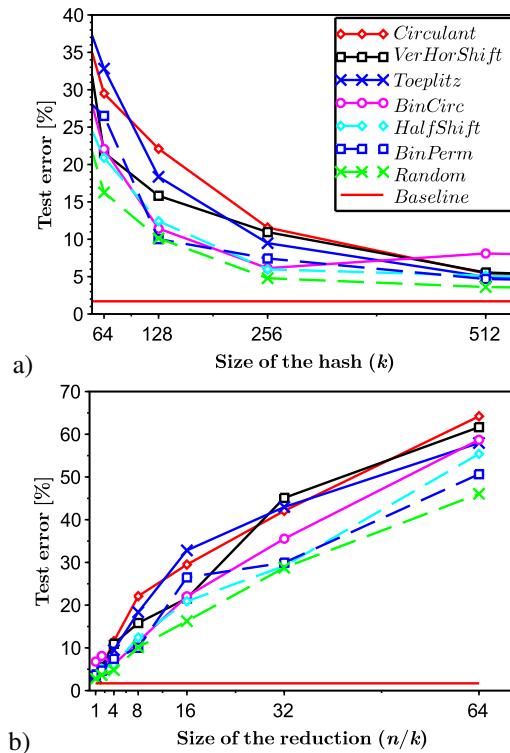 40
35
30
25
20
15
10
5
0
Test error [%]
Circulant
VerHorShift
Toeplitz
BinCirc
HalfShift
BinPerm
Random
Baseline
64 128 256 512
Size of the hash (k)
a)
70
60
50
40
30
20
10
0
Test error [%]
1 4 8 16 32 64
Size of the reduction (n/k)
b)